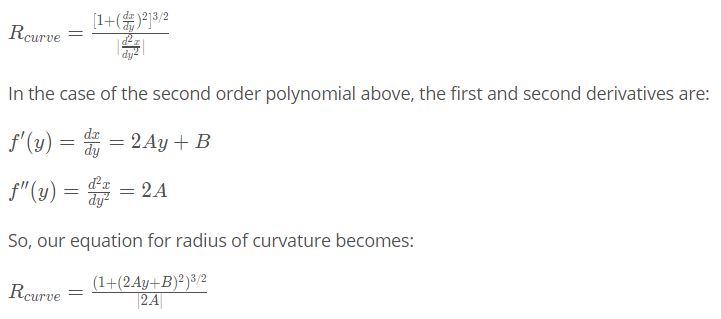 R_{curve} = \frac{[1+(\frac{dx}{dy})^2]^{3/2}}{|\frac{d^2x}{dy^2}|}
In the case of the second order polynomial above, the first and second derivatives are:
f'(y) = \frac{dx}{dy} = 2Ay + B
f''(y) = \frac{d^2x}{dy^2} = 2A
So, our equation for radius of curvature becomes:
R_{curve} = \frac{(1+(2Ay+B)^2)^{3/2}}{|2A|}